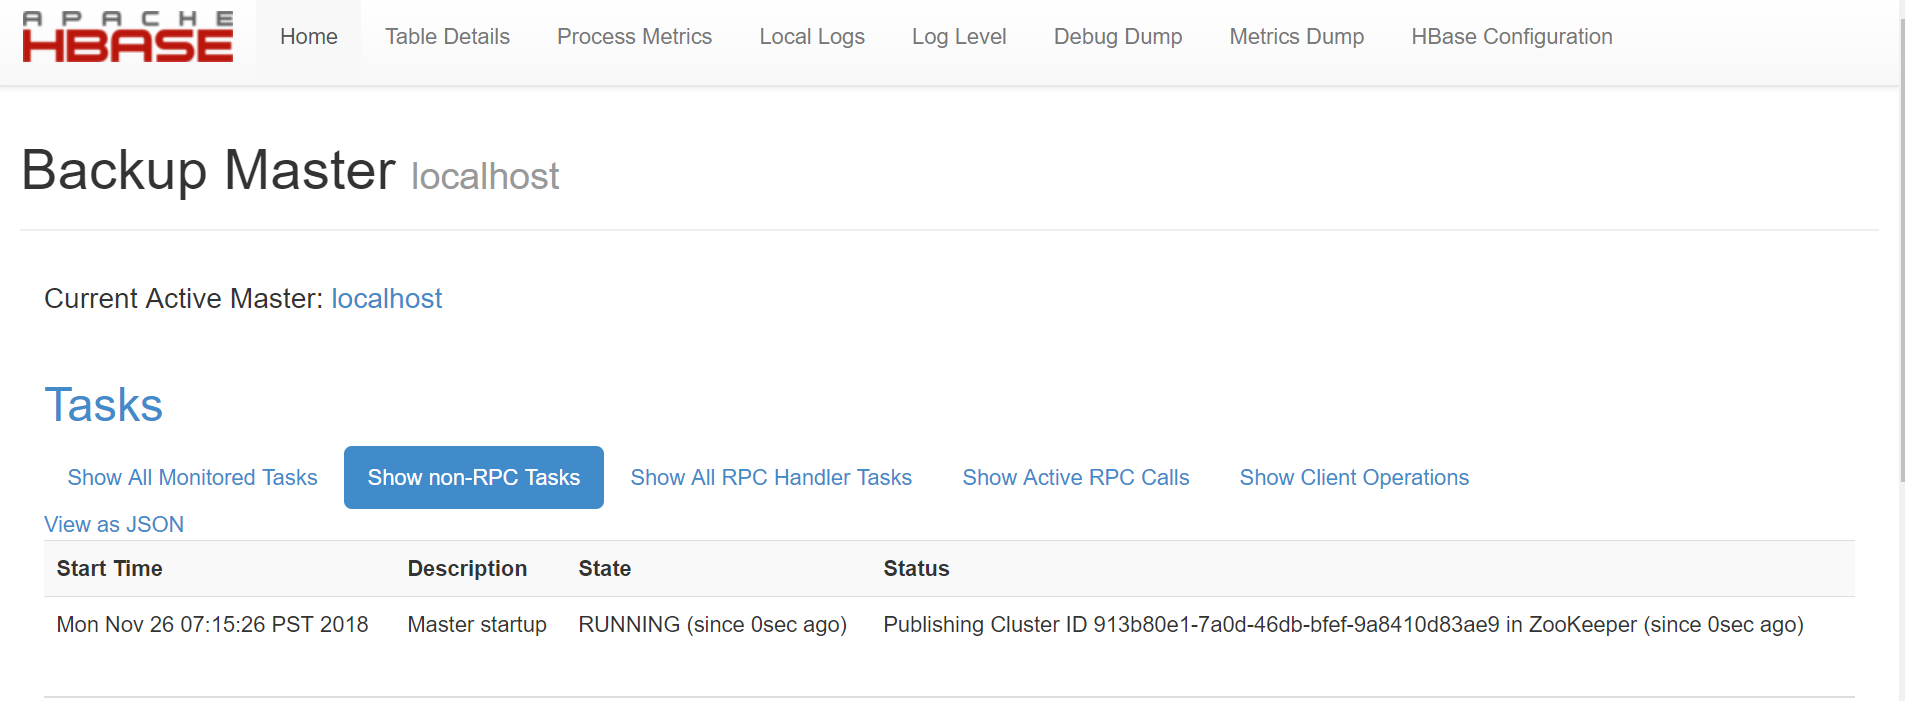 APACHE
HBASE
Home Table Details Process Metrics Local Logs Log Level Debug Dump Metrics Dump HBase Configuration
Backup Master localhost
Current Active Master: localhost
Tasks
Show All Monitored Tasks Show non-RPC Tasks Show All RPC Handler Tasks Show Active RPC Calls Show Client Operations
View as JSON
Start Time Description State Status
Mon Nov 26 07:15:26 PST 2018 Master startup RUNNING (since 0sec ago) Publishing Cluster ID 913b80e1-7a0d-46db-bfef-9a8410d83ae9 in ZooKeeper (since 0sec ago)